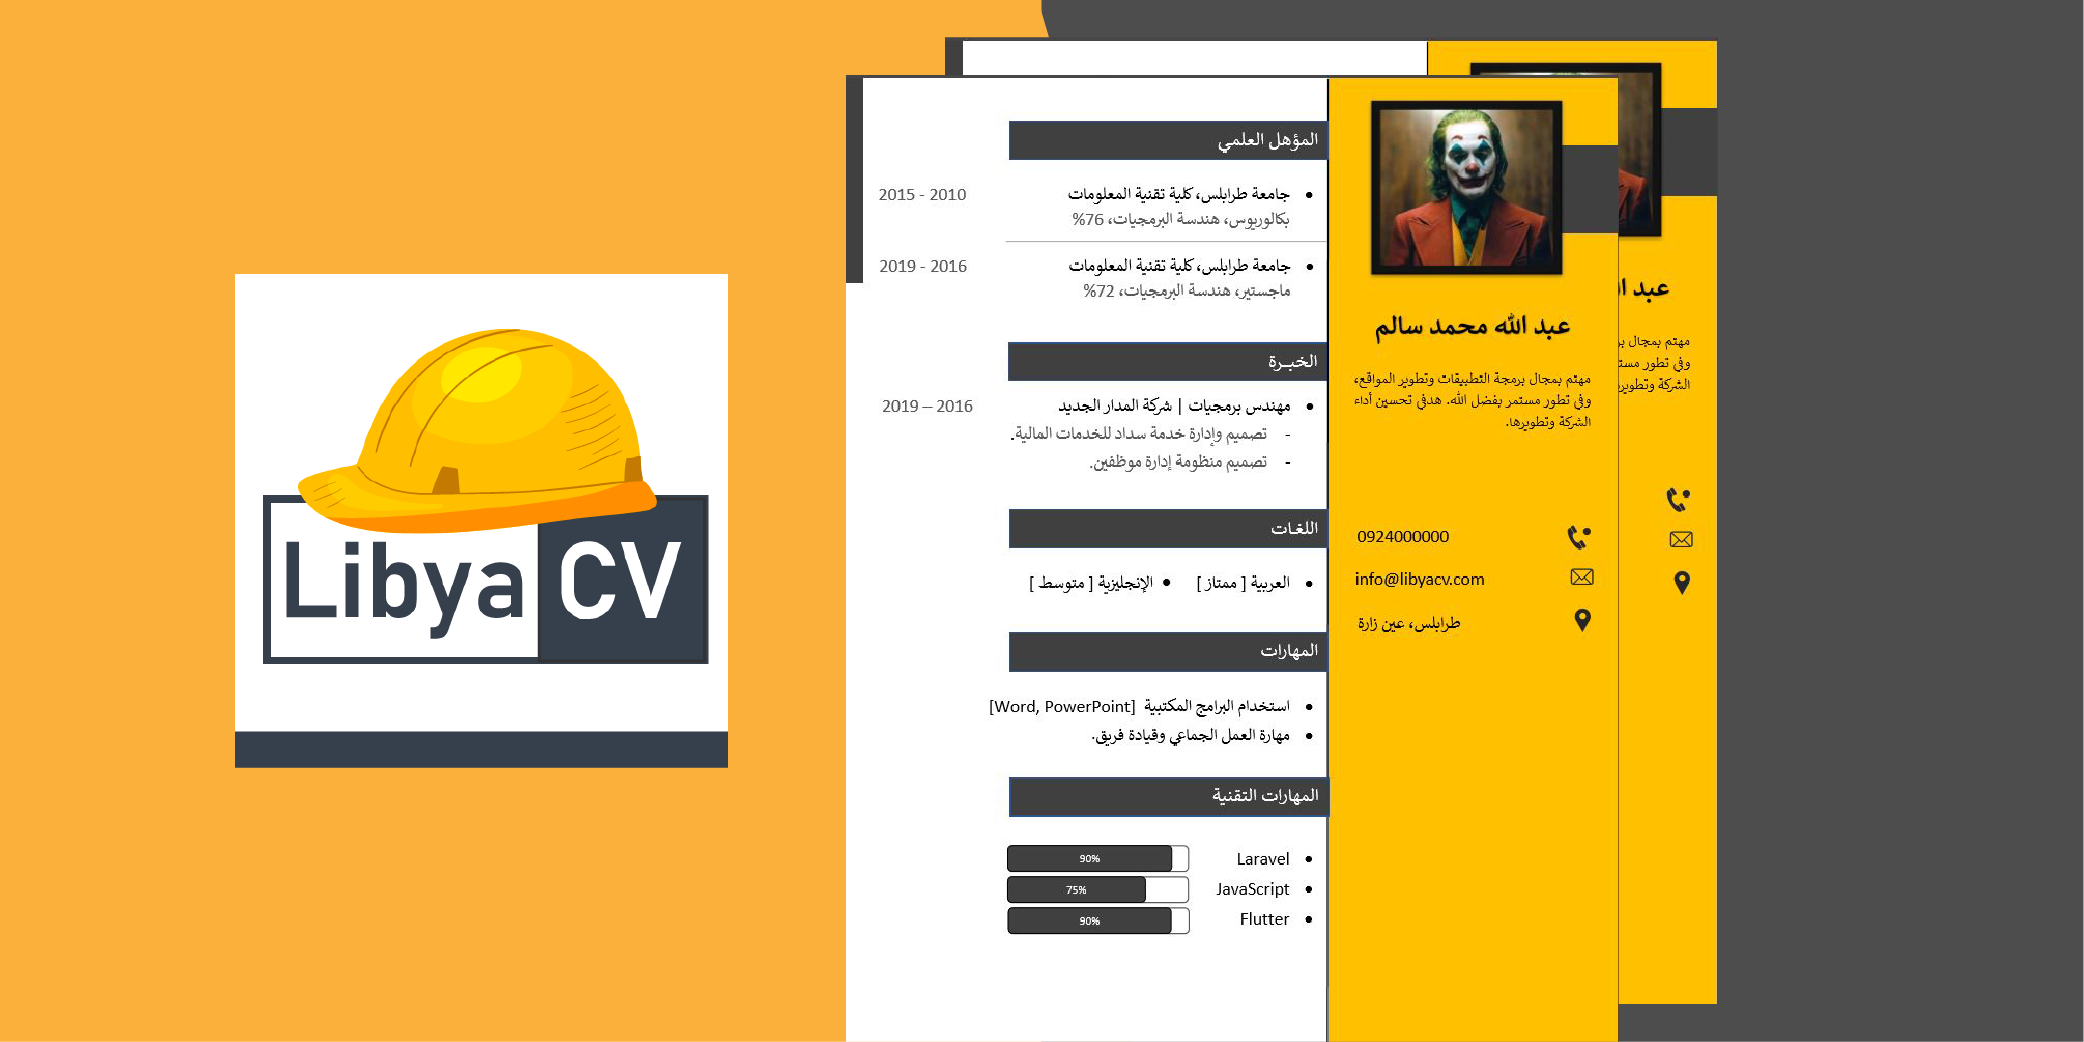 Libya CV
المؤهل العلمي
جامعة طرابلس، كلية تقنية المعلومات
2010 - 2015
بكالوريوس، هندسة البرمجيات، 76%
جامعة طرابلس، كلية تقنية المعلومات
2016 - 2019
ماجستير، هندسة البرمجيات، 72%
الخبرة
مهندس برمجيات | شركة المدار الجديد
2016 – 2019
- تصميم وإدارة خدمة سداد للخدمات المالية.
- تصميم منظومة إدارة موظفين.
اللغات
العربية [ ممتاز ] • الإنجليزية [ متوسط ]
المهارات
استخدام البرامج المكتبية [Word, PowerPoint]
مهارة العمل الجماعي وقيادة فريق.
المهارات التقنية
Laravel 90%
JavaScript 75%
Flutter 90%
عبد الله محمد سالم
مهتم بمجال برمجة التطبيقات وتطوير المواقع،
وفي تطور مستمر بفضل الله. هدفي تحسين أداء
الشركة وتطويرها.
0924000000
info@libyacv.com
طرابلس، عين زارة
عبد
مهتم بمجال
وفي تطور
الشركة